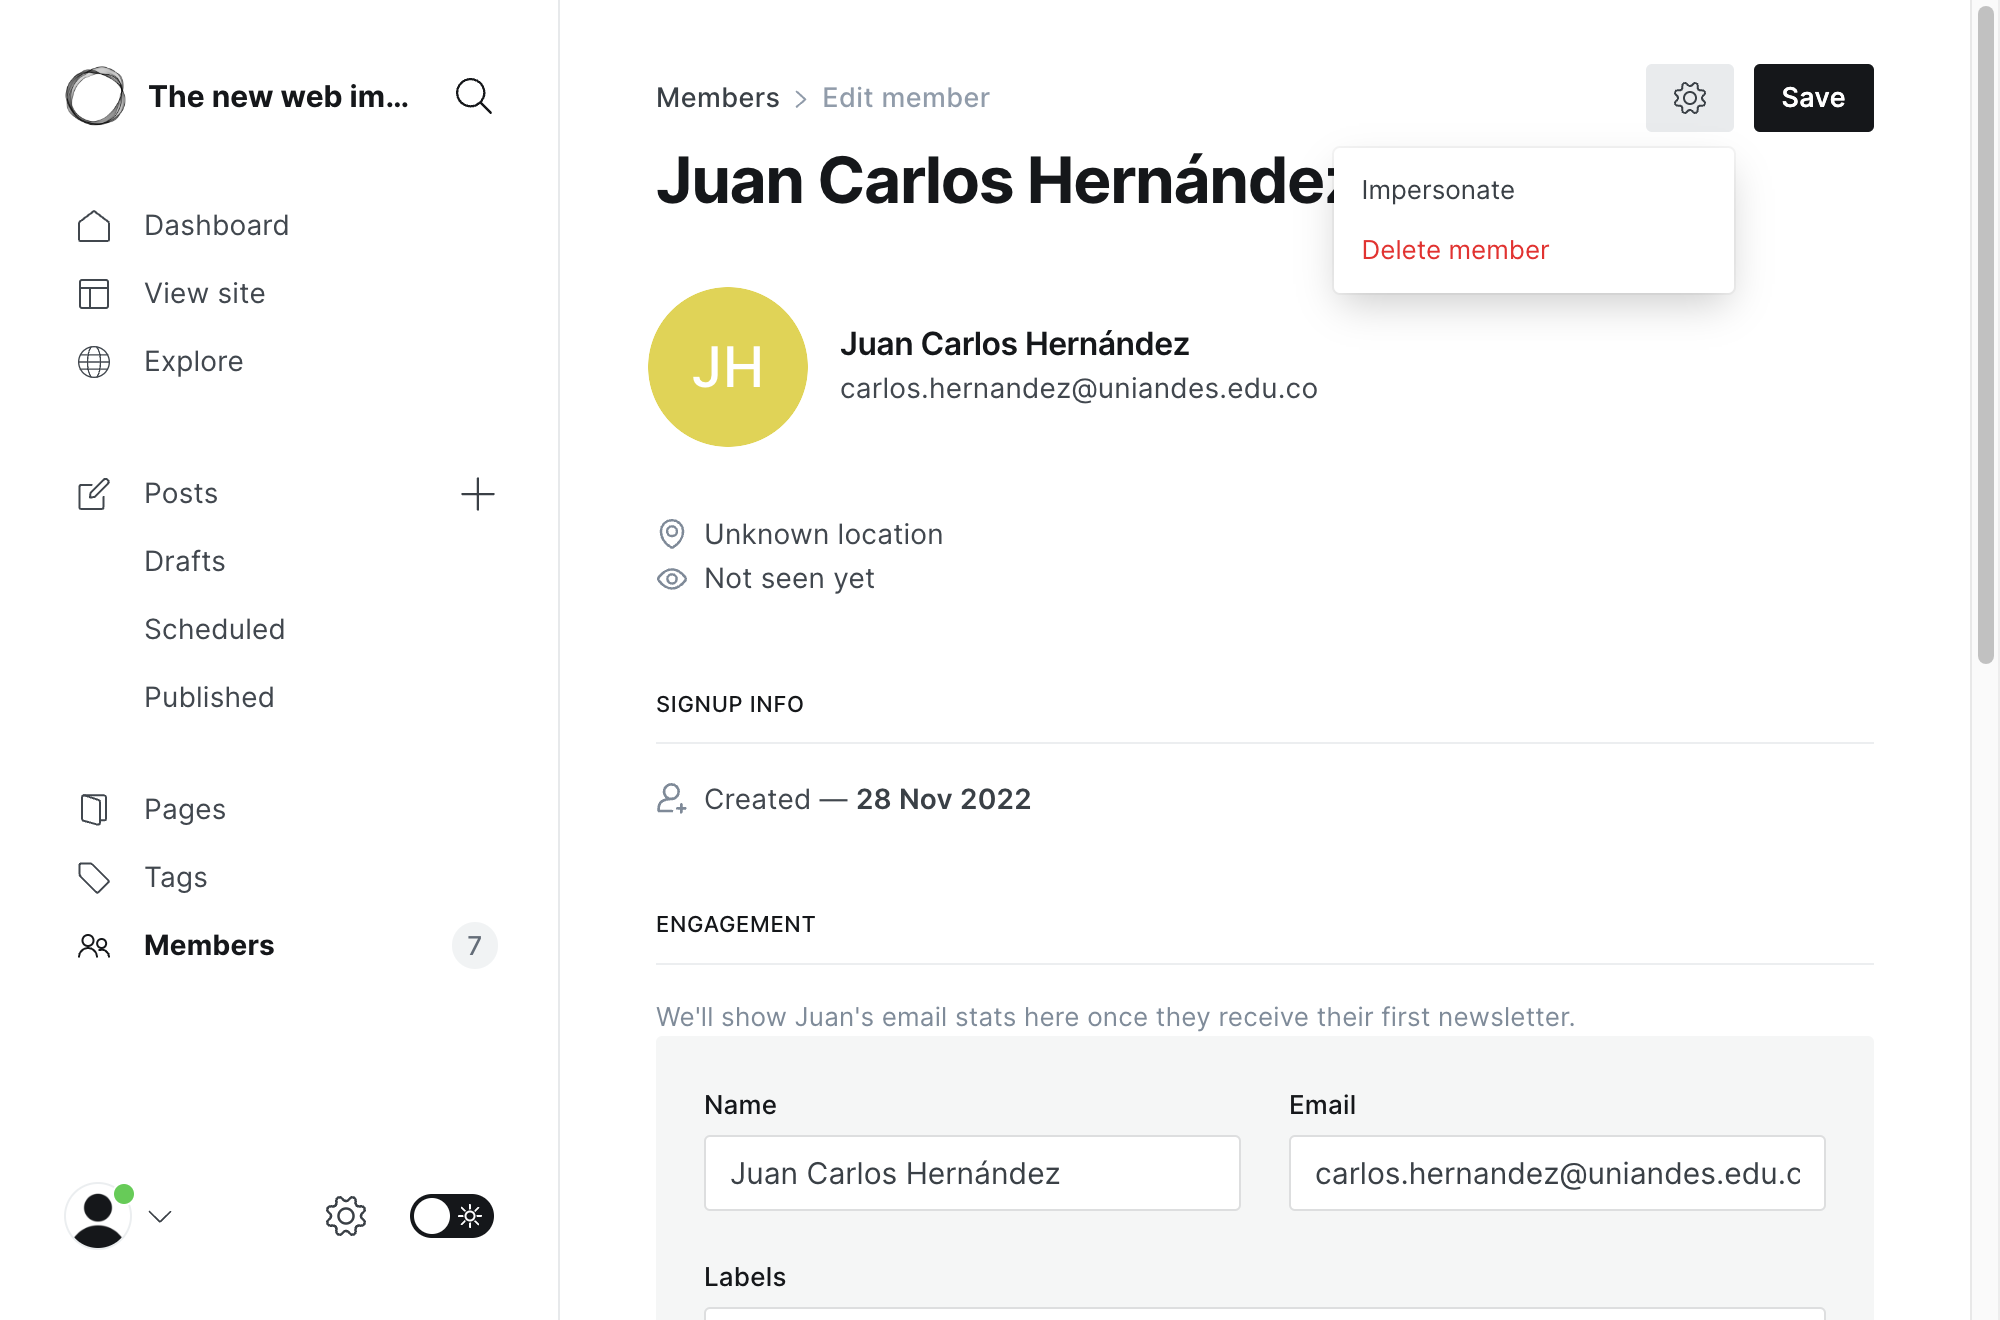 The new web im...
Dashboard
View site
Explore
Posts
Drafts
Scheduled
Published
Pages
Tags
Members
7
Members > Edit member
Save
Juan Carlos Hernández
Impersonate
Delete member
JH
Juan Carlos Hernández
carlos.hernandez@uniandes.edu.co
Unknown location
Not seen yet
SIGNUP INFO
Created — 28 Nov 2022
ENGAGEMENT
We'll show Juan's email stats here once they receive their first newsletter.
Name
Juan Carlos Hernández
Email
carlos.hernandez@uniandes.edu.c
Labels